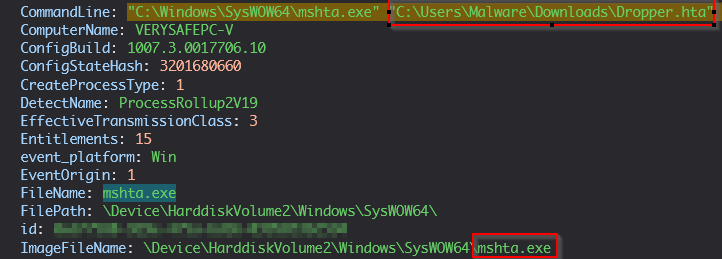 CommandLine: "C:\Windows\SysWOW64\mshta.exe" "C:\Users\Malware\Downloads\Dropper.hta"
ComputerName: VERYSAFEPC-V
ConfigBuild: 1007.3.0017706.10
ConfigStateHash: 3201680660
CreateProcessType: 1
DetectName: ProcessRollup2V19
EffectiveTransmissionClass: 3
Entitlements: 15
event_platform: Win
EventOrigin: 1
FileName: mshta.exe
FilePath: \Device\HarddiskVolume2\Windows\SysWOW64\
id:
ImageFileName: \Device\HarddiskVolume2\Windows\SysWOW64\mshta.exe